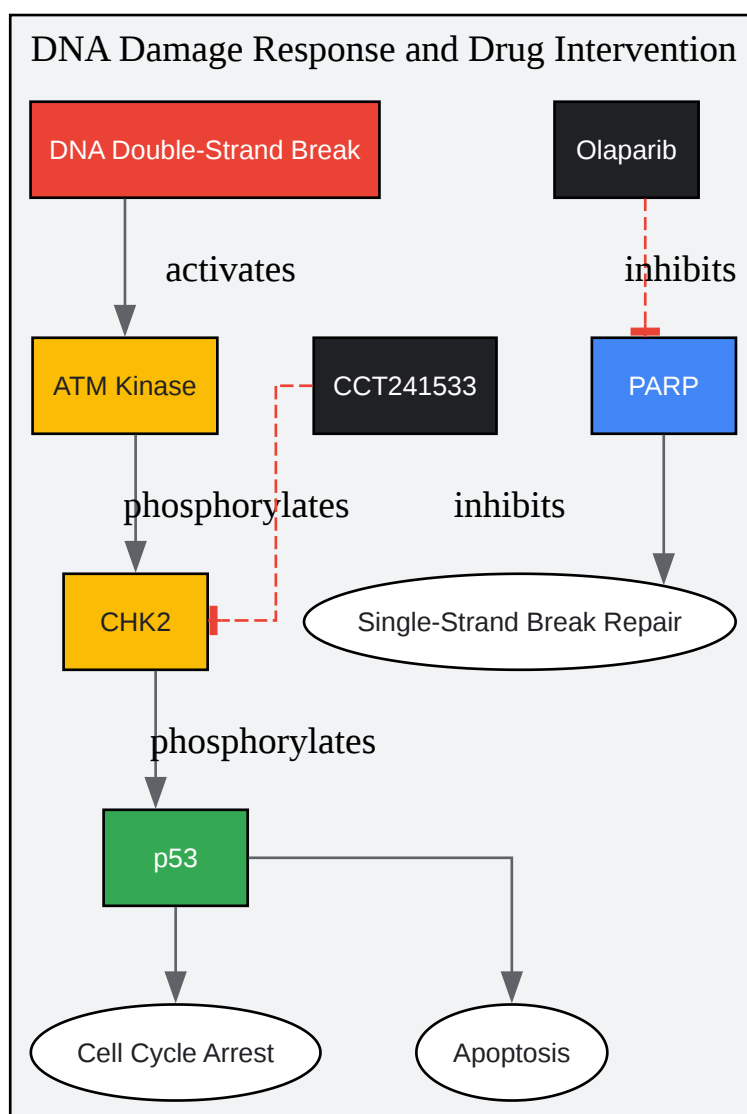 DNA Damage Response and Drug Intervention
DNA Double-Strand Break
Olaparib
activates
inhibits
ATM Kinase
CCT241533
PARP
phosphorylates
inhibits
CHK2
Single-Strand Break Repair
phosphorylates
p53
Cell Cycle Arrest
Apoptosis